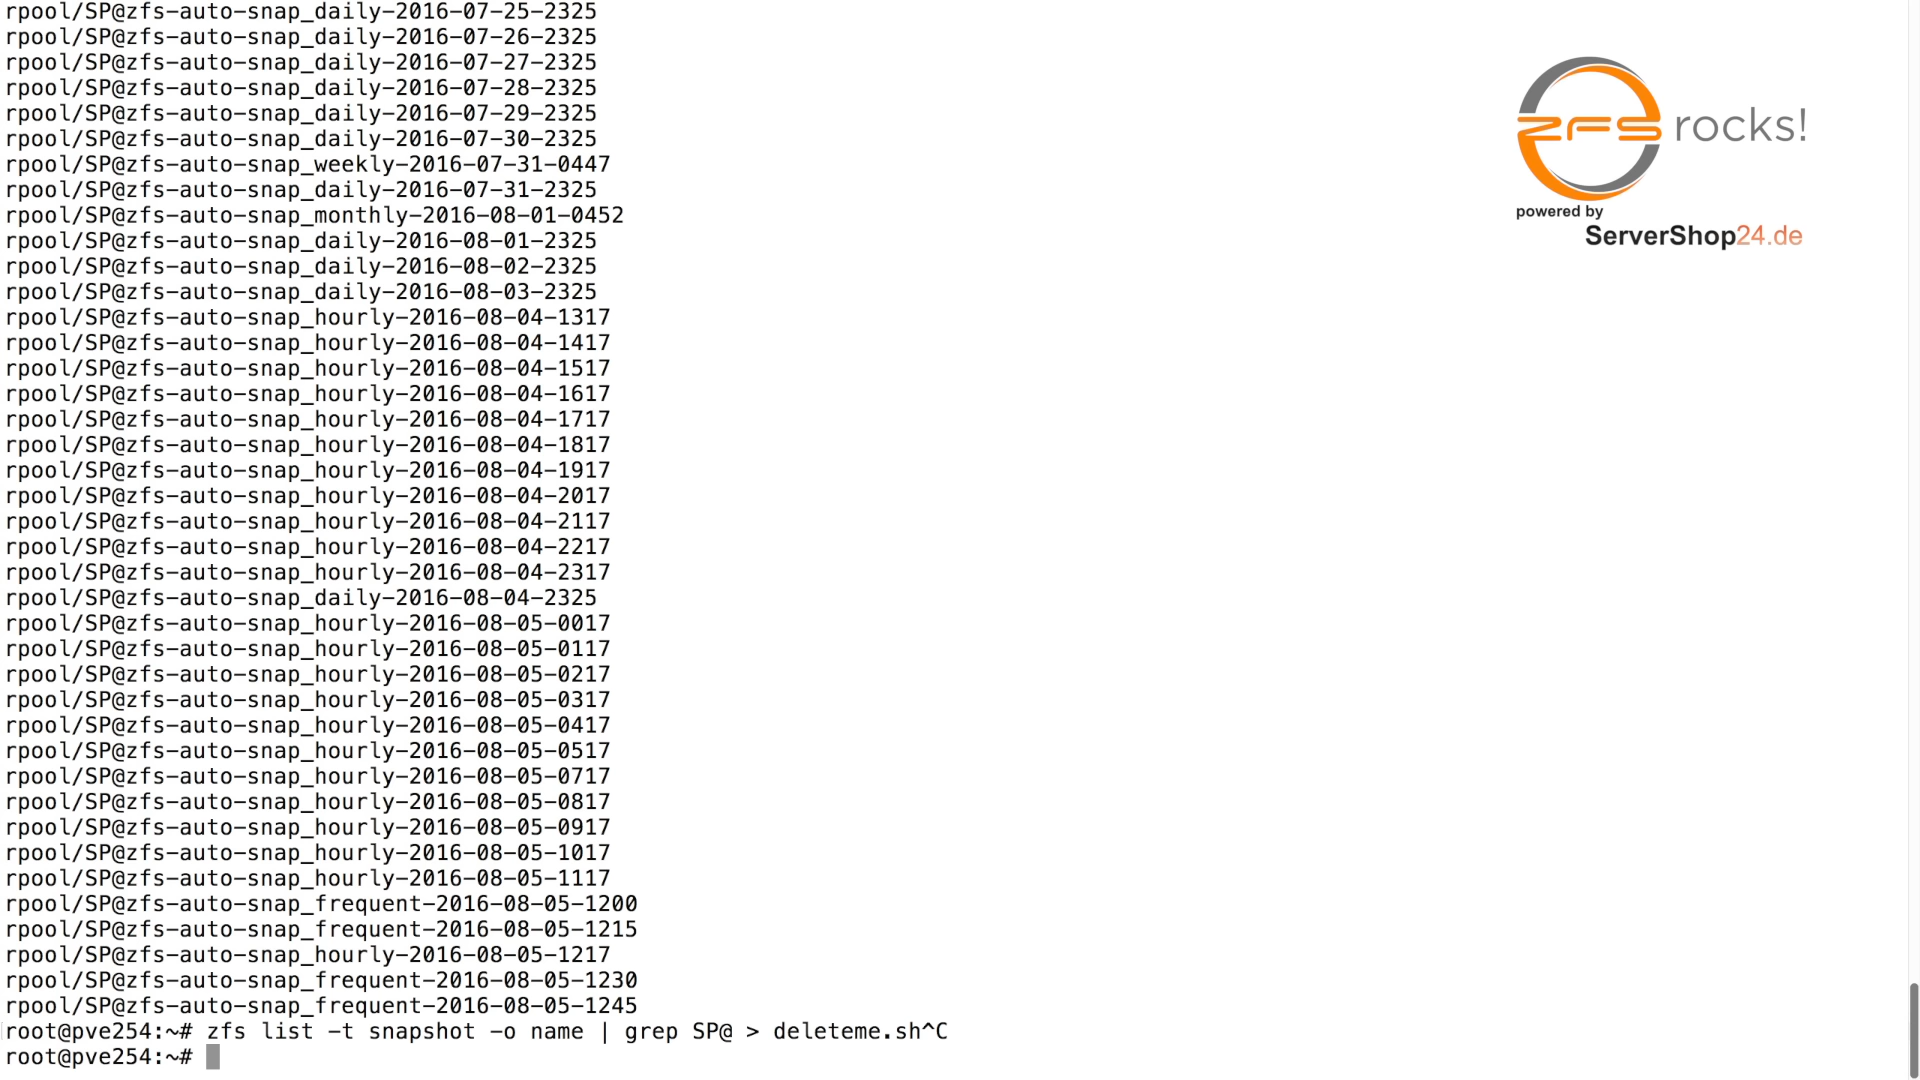 rpool/SP@zfs-auto-snap_daily-2016-07-25-2325
rpool/SP@zfs-auto-snap_daily-2016-07-26-2325
rpool/SP@zfs-auto-snap_daily-2016-07-27-2325
rpool/SP@zfs-auto-snap_daily-2016-07-28-2325
rpool/SP@zfs-auto-snap_daily-2016-07-29-2325
rpool/SP@zfs-auto-snap_daily-2016-07-30-2325
rpool/SP@zfs-auto-snap_weekly-2016-07-31-0447
rpool/SP@zfs-auto-snap_daily-2016-07-31-2325
rpool/SP@zfs-auto-snap_monthly-2016-08-01-0452
rpool/SP@zfs-auto-snap_daily-2016-08-01-2325
rpool/SP@zfs-auto-snap_daily-2016-08-02-2325
rpool/SP@zfs-auto-snap_daily-2016-08-03-2325
rpool/SP@zfs-auto-snap_hourly-2016-08-04-1317
rpool/SP@zfs-auto-snap_hourly-2016-08-04-1417
rpool/SP@zfs-auto-snap_hourly-2016-08-04-1517
rpool/SP@zfs-auto-snap_hourly-2016-08-04-1617
rpool/SP@zfs-auto-snap_hourly-2016-08-04-1717
rpool/SP@zfs-auto-snap_hourly-2016-08-04-1817
rpool/SP@zfs-auto-snap_hourly-2016-08-04-1917
rpool/SP@zfs-auto-snap_hourly-2016-08-04-2017
rpool/SP@zfs-auto-snap_hourly-2016-08-04-2117
rpool/SP@zfs-auto-snap_hourly-2016-08-04-2217
rpool/SP@zfs-auto-snap_hourly-2016-08-04-2317
rpool/SP@zfs-auto-snap_daily-2016-08-04-2325
rpool/SP@zfs-auto-snap_hourly-2016-08-05-0017
rpool/SP@zfs-auto-snap_hourly-2016-08-05-0117
rpool/SP@zfs-auto-snap_hourly-2016-08-05-0217
rpool/SP@zfs-auto-snap_hourly-2016-08-05-0317
rpool/SP@zfs-auto-snap_hourly-2016-08-05-0417
rpool/SP@zfs-auto-snap_hourly-2016-08-05-0517
rpool/SP@zfs-auto-snap_hourly-2016-08-05-0717
rpool/SP@zfs-auto-snap_hourly-2016-08-05-0817
rpool/SP@zfs-auto-snap_hourly-2016-08-05-0917
rpool/SP@zfs-auto-snap_hourly-2016-08-05-1017
rpool/SP@zfs-auto-snap_hourly-2016-08-05-1117
rpool/SP@zfs-auto-snap_frequent-2016-08-05-1200
rpool/SP@zfs-auto-snap_frequent-2016-08-05-1215
rpool/SP@zfs-auto-snap_hourly-2016-08-05-1217
rpool/SP@zfs-auto-snap_frequent-2016-08-05-1230
rpool/SP@zfs-auto-snap_frequent-2016-08-05-1245
root@pve254:~# zfs list -t snapshot -o name | grep SP@ > deleteme.sh^C
root@pve254:~#
zfs rocks!
powered by
ServerShop24.de